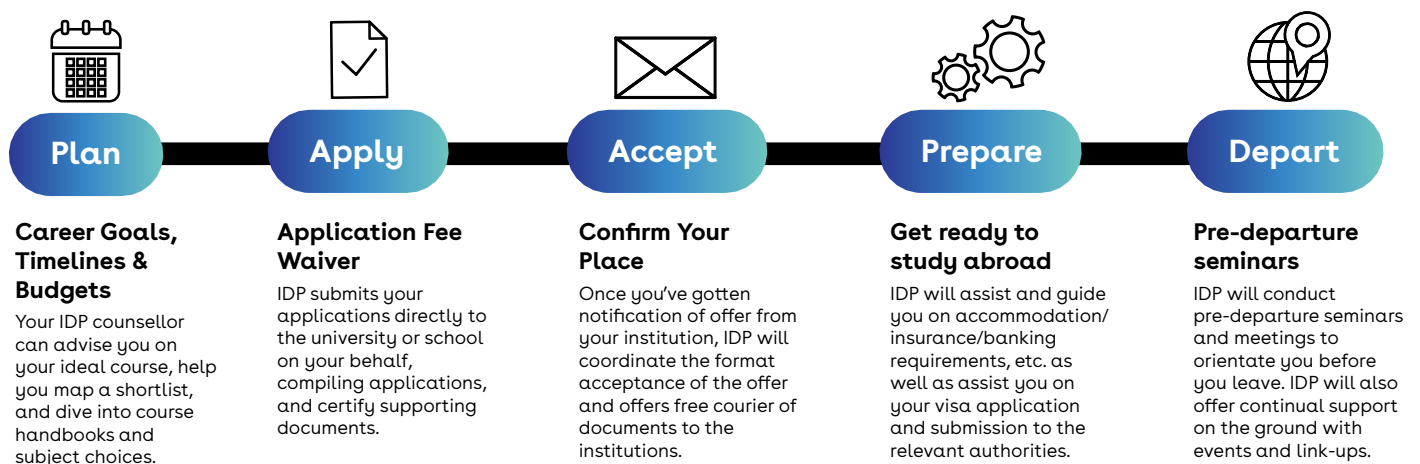 Plan
Apply
Accept
Prepare
Depart
Career Goals,
Timelines &
Budgets
Your IDP counsellor
can advise you on
your ideal course, help
you map a shortlist,
and dive into course
handbooks and
subject choices.
Application Fee
Waiver
IDP submits your
applications directly to
the university or school
on your behalf,
compiling applications,
and certify supporting
documents.
Confirm Your
Place
Once you've gotten
notification of offer from
your institution, IDP will
coordinate the format
acceptance of the offer
and offers free courier of
documents to the
institutions.
Get ready to
study abroad
IDP will assist and guide
you on accommodation/
insurance/banking
requirements, etc. as
well as assist you on
your visa application
and submission to the
relevant authorities.
Pre-departure
seminars
IDP will conduct
pre-departure seminars
and meetings to
orientate you before
you leave. IDP will also
offer continual support
on the ground with
events and link-ups.